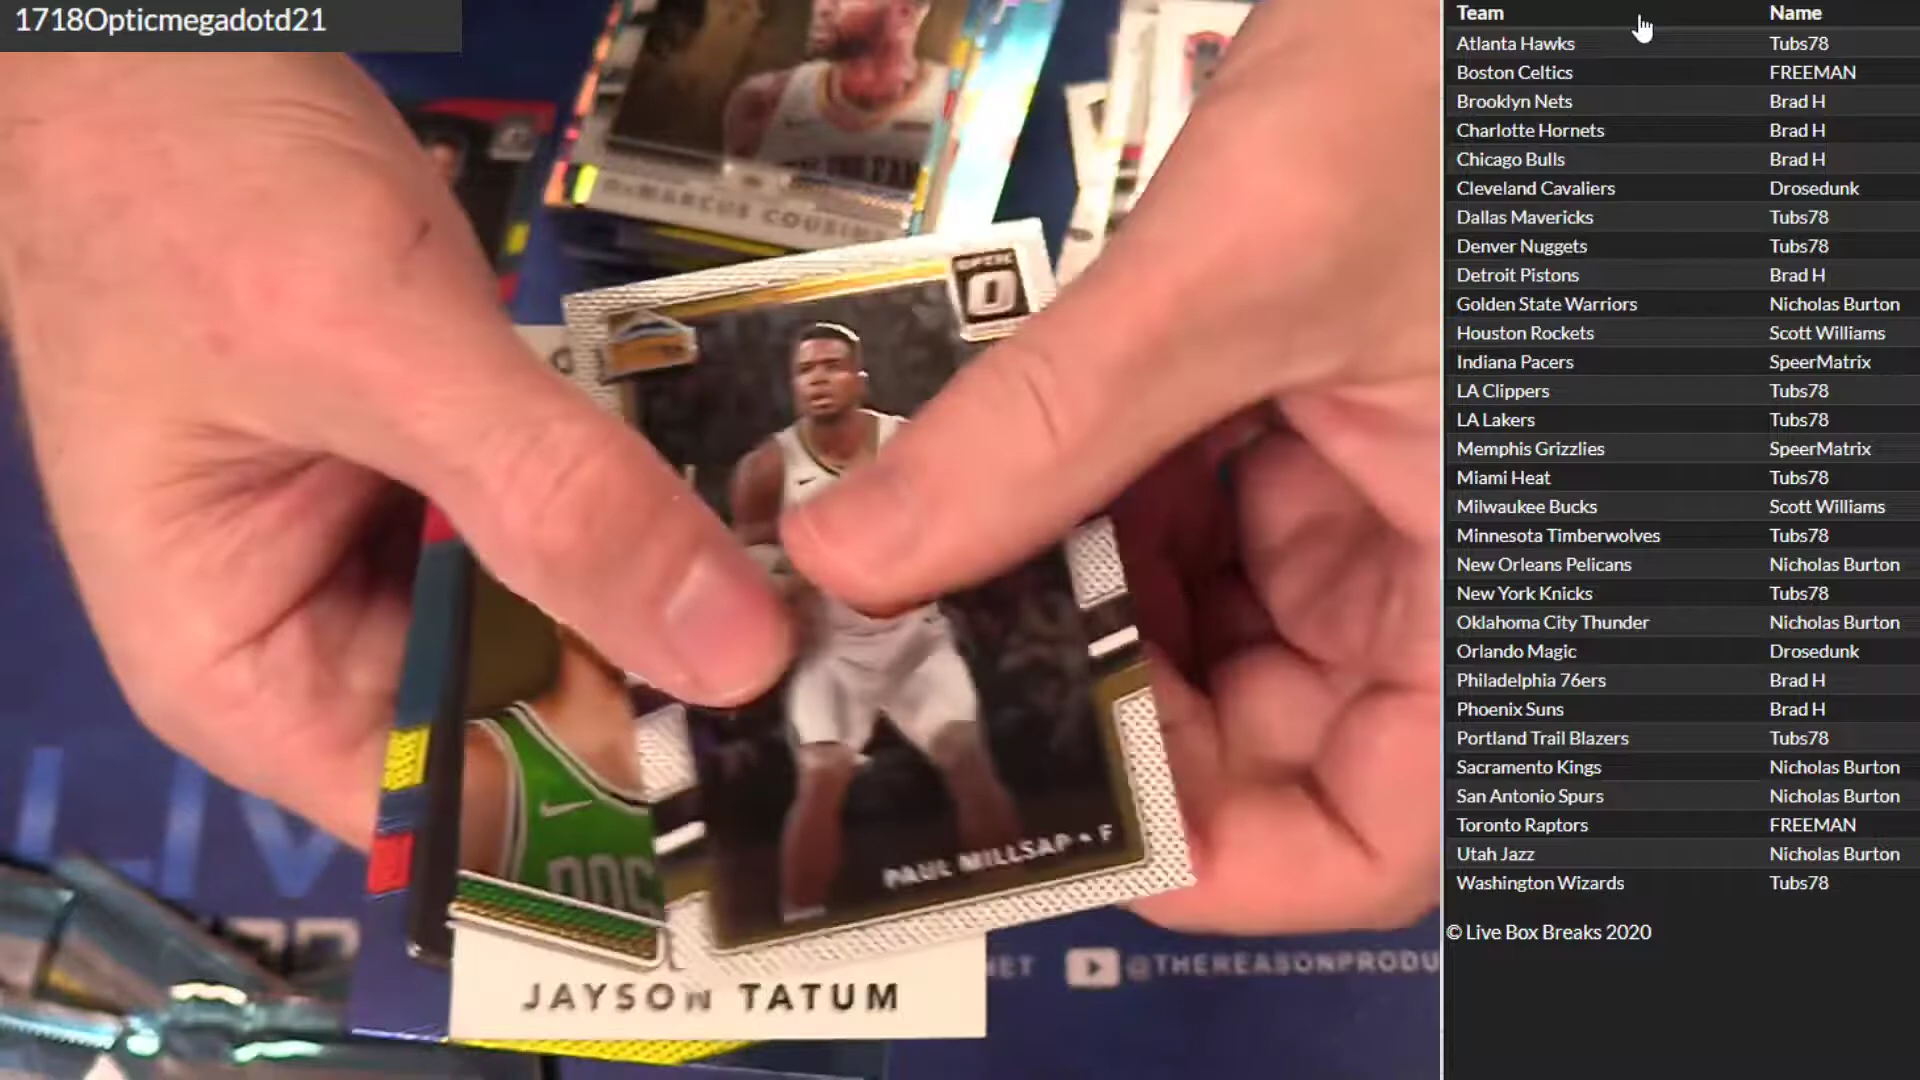 1718Opticmegadotd21
DeMARCUS COUSINS
OPTIC
PAUL MILLSAP • F
JAYSON TATUM
@THEREASONPRODU
Team Name
Atlanta Hawks Tubs78
Boston Celtics FREEMAN
Brooklyn Nets Brad H
Charlotte Hornets Brad H
Chicago Bulls Brad H
Cleveland Cavaliers Drosedunk
Dallas Mavericks Tubs78
Denver Nuggets Tubs78
Detroit Pistons Brad H
Golden State Warriors Nicholas Burton
Houston Rockets Scott Williams
Indiana Pacers SpeerMatrix
LA Clippers Tubs78
LA Lakers Tubs78
Memphis Grizzlies SpeerMatrix
Miami Heat Tubs78
Milwaukee Bucks Scott Williams
Minnesota Timberwolves Tubs78
New Orleans Pelicans Nicholas Burton
New York Knicks Tubs78
Oklahoma City Thunder Nicholas Burton
Orlando Magic Drosedunk
Philadelphia 76ers Brad H
Phoenix Suns Brad H
Portland Trail Blazers Tubs78
Sacramento Kings Nicholas Burton
San Antonio Spurs Nicholas Burton
Toronto Raptors FREEMAN
Utah Jazz Nicholas Burton
Washington Wizards Tubs78
© Live Box Breaks 2020